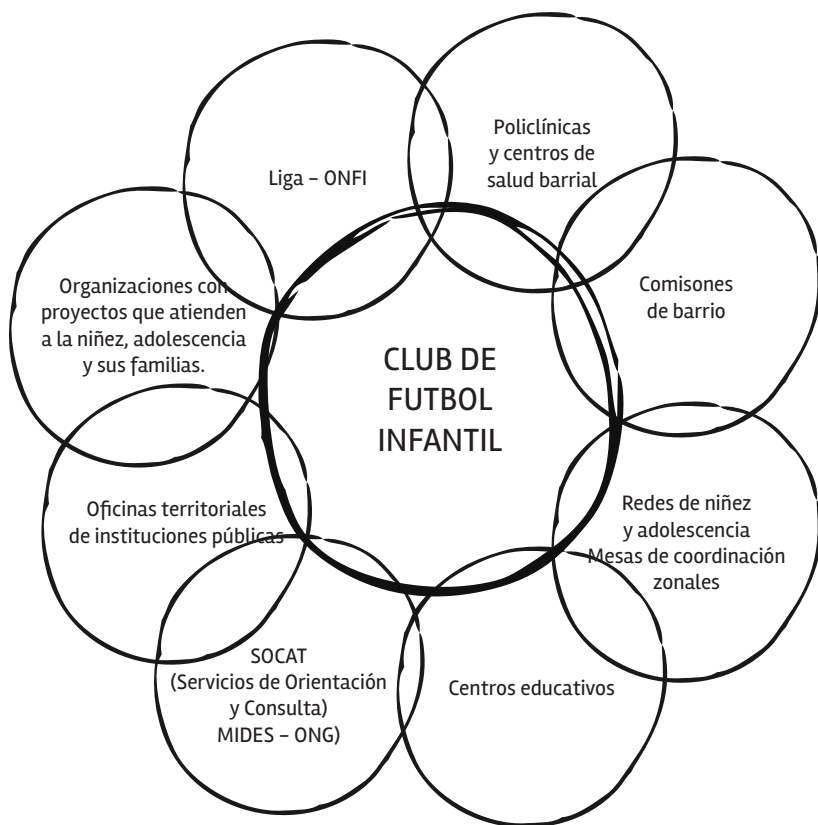 Liga – ONFI
Policlínicas
y centros de
salud barrial
Organizaciones con
proyectos que atienden
a la niñez, adolescencia
y sus familias.
CLUB DE
FUTBOL
INFANTIL
Comisones
de barrio
Oficinas territoriales
de instituciones públicas
Redes de niñez
y adolescencia
Mesas de coordinación
zonales
SOCAT
(Servicios de Orientación
y Consulta)
MIDES – ONG)
Centros educativos